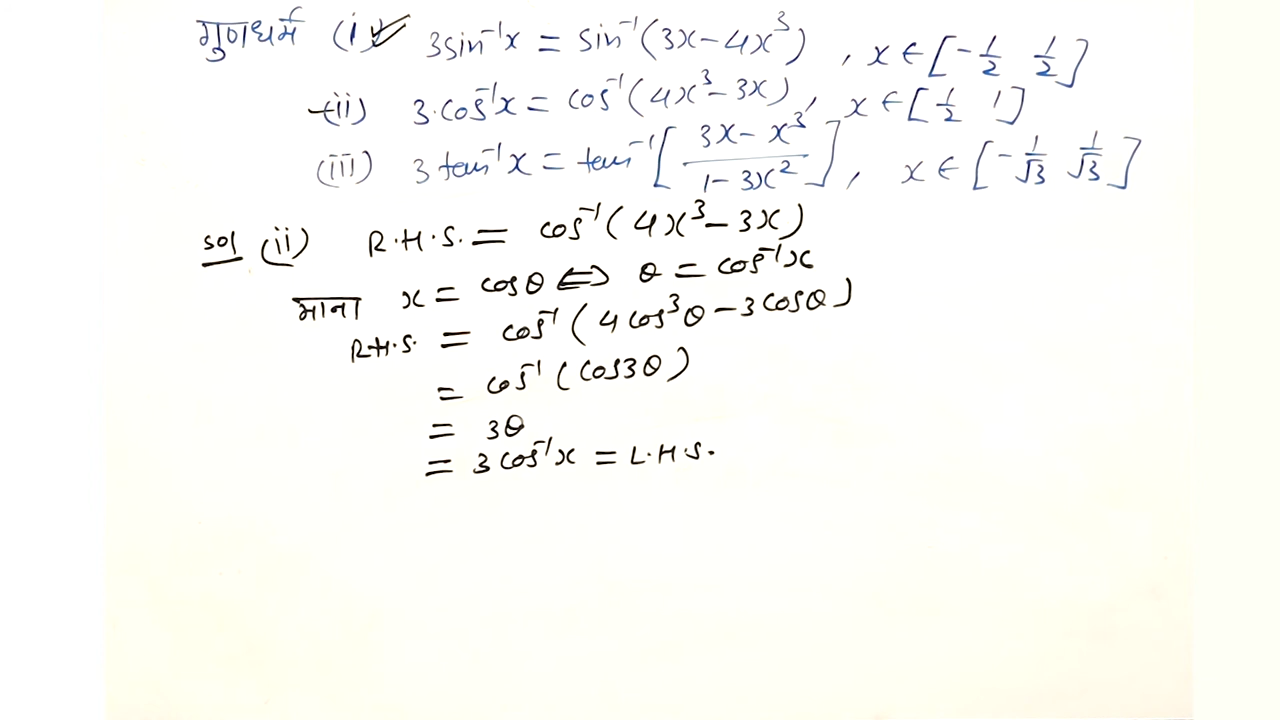 गुणधर्म (i) ✓ 3sin⁻¹x = sin⁻¹(3x-4x³), x ∈ [-1/2 1/2]
(ii) 3.cos⁻¹x = cos⁻¹(4x³-3x), x ∈ [1/2 1]
(iii) 3 tan⁻¹x = tan⁻¹[(3x-x³)/(1-3x²)], x ∈ [-1/√3 1/√3]
sol (ii) R.H.S. = cos⁻¹(4x³-3x)
माना x = cosθ ⇔ θ = cos⁻¹x
R.H.S. = cos⁻¹(4cos³θ-3cosθ)
= cos⁻¹(cos3θ)
= 3θ
= 3cos⁻¹x = L.H.S.